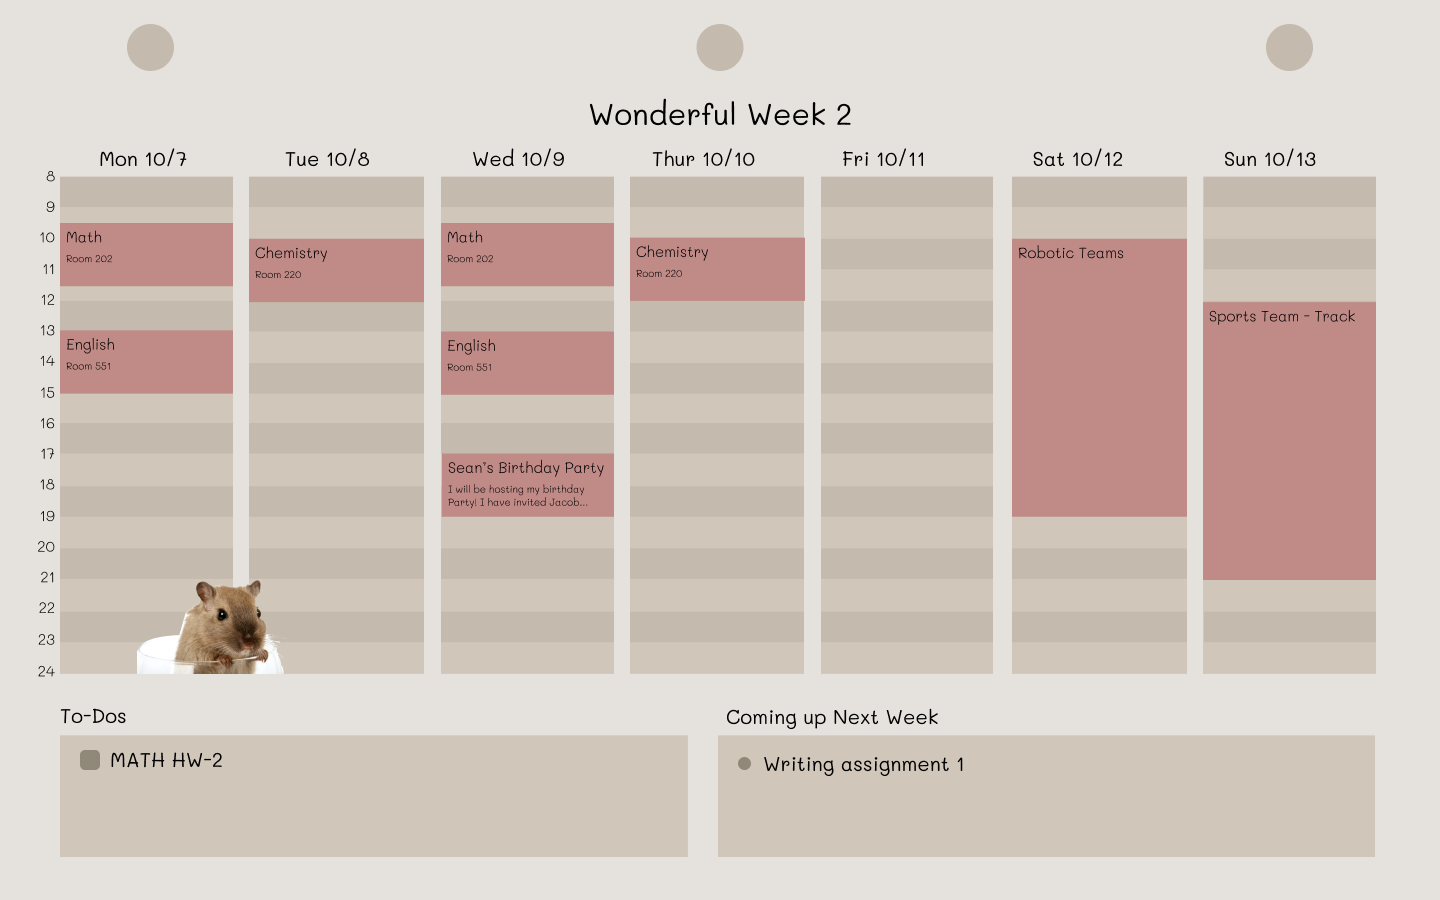 Wonderful Week 2
Mon 10/7
Tue 10/8
Wed 10/9
Thur 10/10
Fri 10/11
Sat 10/12
Sun 10/13
8
9
10
11
12
13
14
15
16
17
18
19
20
21
22
23
24
Math
Room 202
English
Room 551
Chemistry
Room 220
Math
Room 202
English
Room 551
Sean's Birthday Party
I will be hosting my birthday
Party! I have invited Jacob...
Chemistry
Room 220
Robotic Teams
Sports Team - Track
To-Dos
MATH HW-2
Coming up Next Week
Writing assignment 1